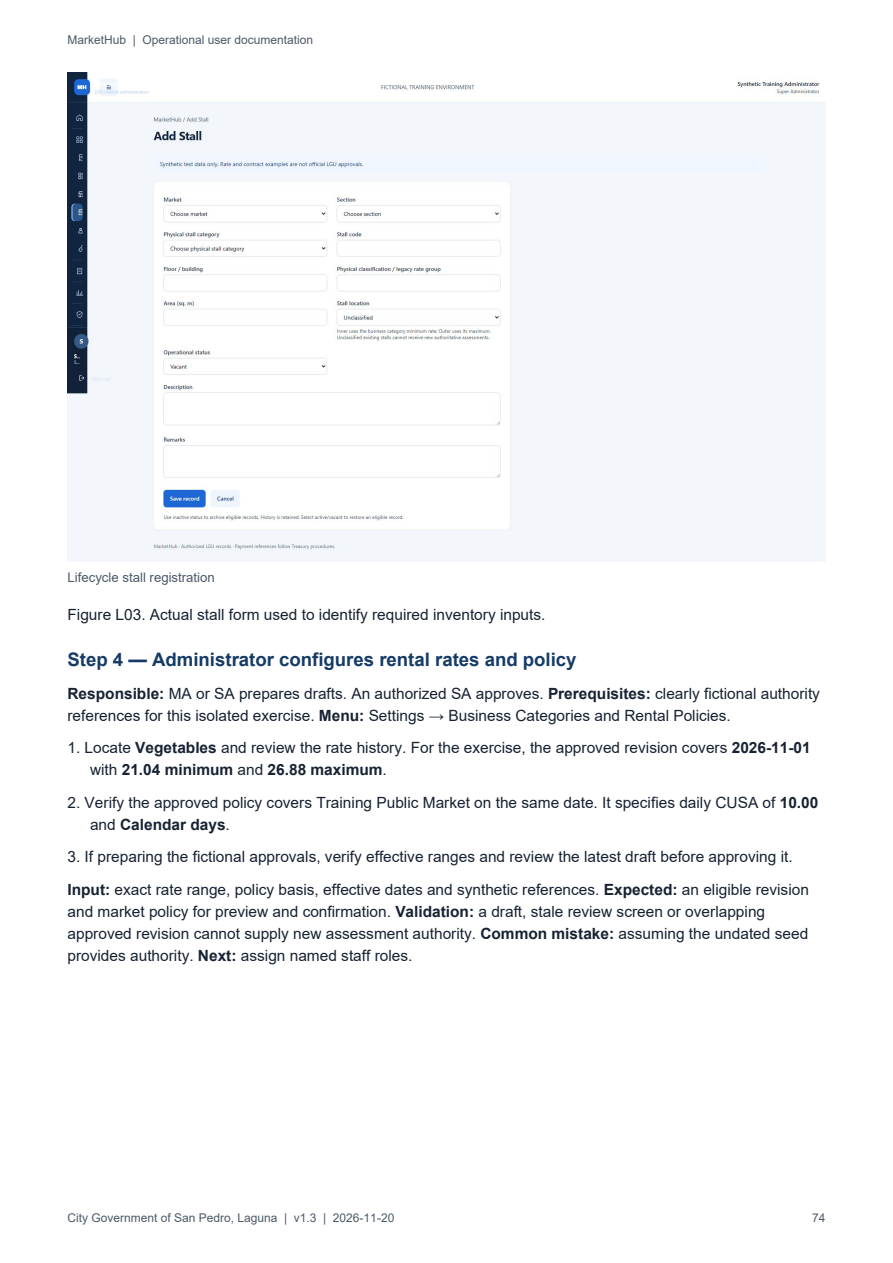 MarketHub | Operational user documentation
MH
FICTIONAL TRAINING ENVIRONMENT
Synthetic Training Administrator
Super Administrator
MarketHub / Add Stall
Add Stall
Synthetic test data only. Rate and contract examples are not official LGU approvals.
Market
Section
Choose market
Choose section
Physical stall category
Stall code
Choose physical stall category
Floor / building
Physical classification / legacy rate group
Area (sq. m)
Stall location
Unclassified
Inner uses the business category minimum rate; Outer uses its maximum.
Unclassified existing stalls cannot receive new authoritative assessments.
Operational status
Vacant
Description
Remarks
S
S...
Save record
Cancel
Use inactive status to archive eligible records. History is retained. Select active/vacant to restore an eligible record.
MarketHub · Authorized LGU records · Payment references follow Treasury procedures.
Lifecycle stall registration
Figure L03. Actual stall form used to identify required inventory inputs.
Step 4 — Administrator configures rental rates and policy
Responsible: MA or SA prepares drafts. An authorized SA approves. Prerequisites: clearly fictional authority
references for this isolated exercise. Menu: Settings → Business Categories and Rental Policies.
1. Locate Vegetables and review the rate history. For the exercise, the approved revision covers 2026-11-01
with 21.04 minimum and 26.88 maximum.
2. Verify the approved policy covers Training Public Market on the same date. It specifies daily CUSA of 10.00
and Calendar days.
3. If preparing the fictional approvals, verify effective ranges and review the latest draft before approving it.
Input: exact rate range, policy basis, effective dates and synthetic references. Expected: an eligible revision
and market policy for preview and confirmation. Validation: a draft, stale review screen or overlapping
approved revision cannot supply new assessment authority. Common mistake: assuming the undated seed
provides authority. Next: assign named staff roles.
City Government of San Pedro, Laguna | v1.3 | 2026-11-20
74